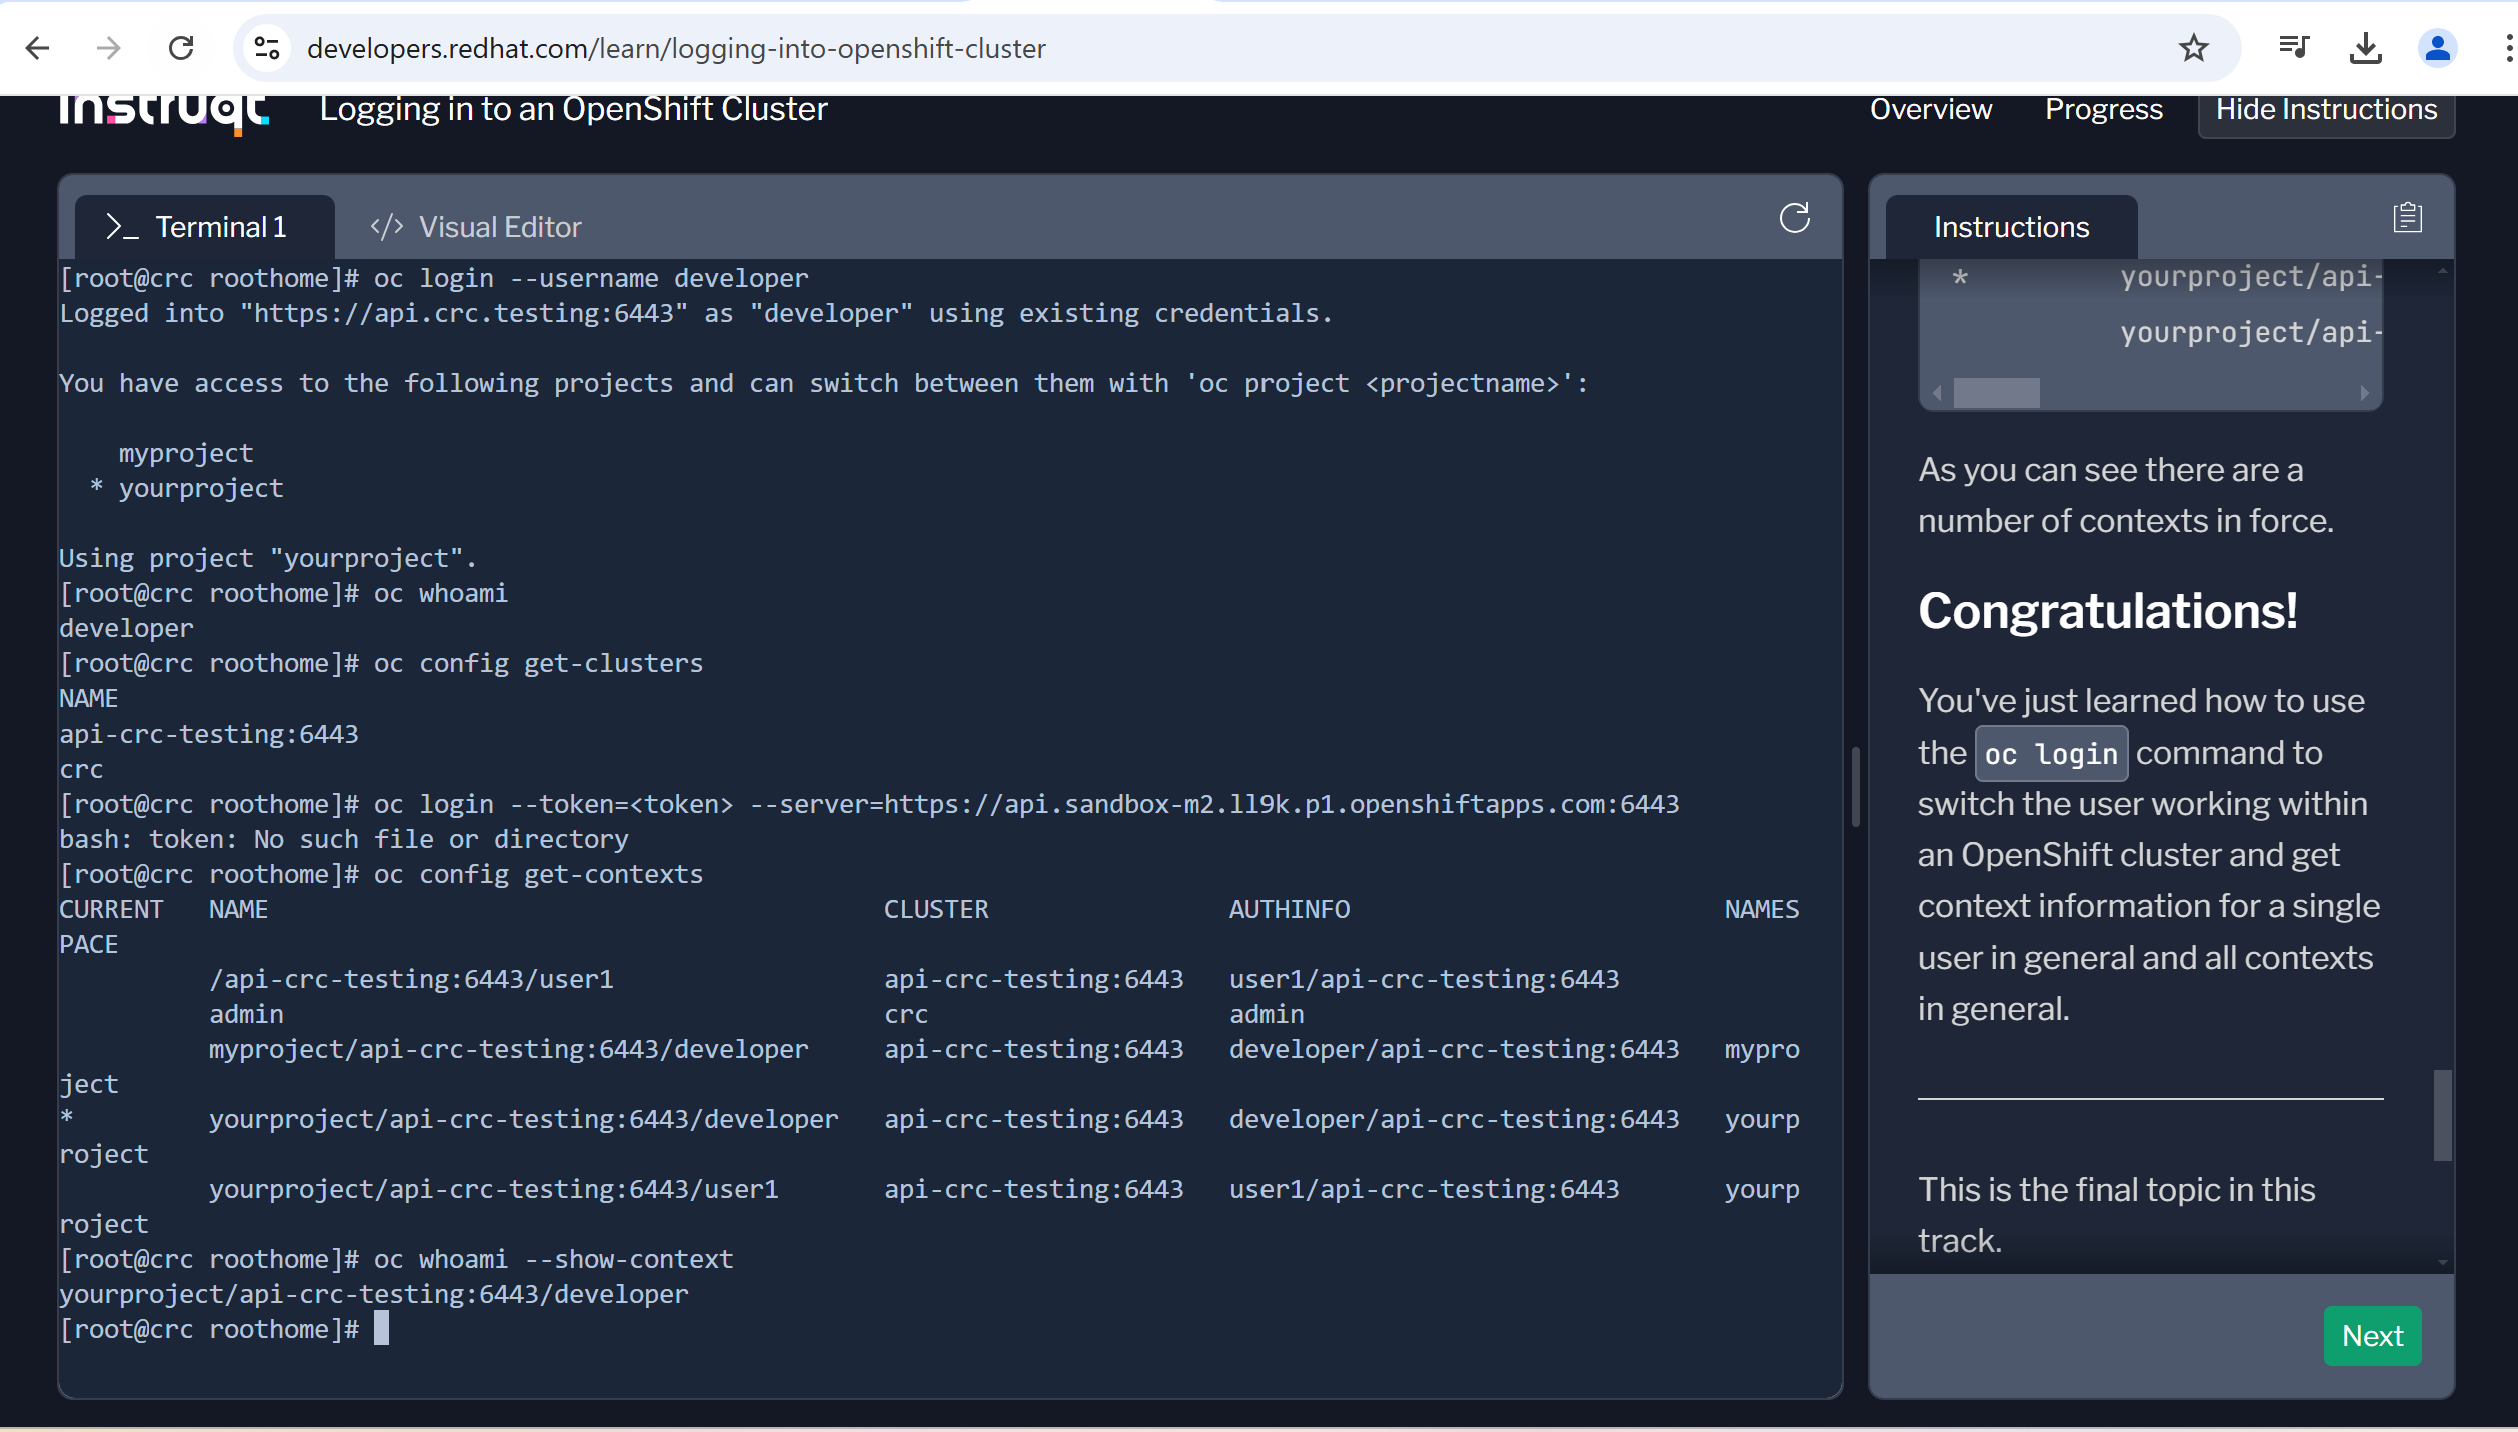 developers.redhat.com/learn/logging-into-openshift-cluster
instruqt
Logging in to an OpenShift Cluster
Overview
Progress
Hide Instructions
>_ Terminal 1
</> Visual Editor
[root@crc roothome]# oc login --username developer
Logged into "https://api.crc.testing:6443" as "developer" using existing credentials.
You have access to the following projects and can switch between them with 'oc project <projectname>':
    myproject
  * yourproject
Using project "yourproject".
[root@crc roothome]# oc whoami
developer
[root@crc roothome]# oc config get-clusters
NAME
api-crc-testing:6443
crc
[root@crc roothome]# oc login --token=<token> --server=https://api.sandbox-m2.ll9k.p1.openshiftapps.com:6443
bash: token: No such file or directory
[root@crc roothome]# oc config get-contexts
CURRENT   NAME                                         CLUSTER                AUTHINFO                         NAMES
PACE
          /api-crc-testing:6443/user1                  api-crc-testing:6443   user1/api-crc-testing:6443
          admin                                        crc                    admin
          myproject/api-crc-testing:6443/developer     api-crc-testing:6443   developer/api-crc-testing:6443   mypro
ject
*         yourproject/api-crc-testing:6443/developer   api-crc-testing:6443   developer/api-crc-testing:6443   yourp
roject
          yourproject/api-crc-testing:6443/user1       api-crc-testing:6443   user1/api-crc-testing:6443       yourp
roject
[root@crc roothome]# oc whoami --show-context
yourproject/api-crc-testing:6443/developer
[root@crc roothome]#
Instructions
*         yourproject/api-
          yourproject/api-
As you can see there are a
number of contexts in force.
Congratulations!
You've just learned how to use
the oc login command to
switch the user working within
an OpenShift cluster and get
context information for a single
user in general and all contexts
in general.
This is the final topic in this
track.
Next